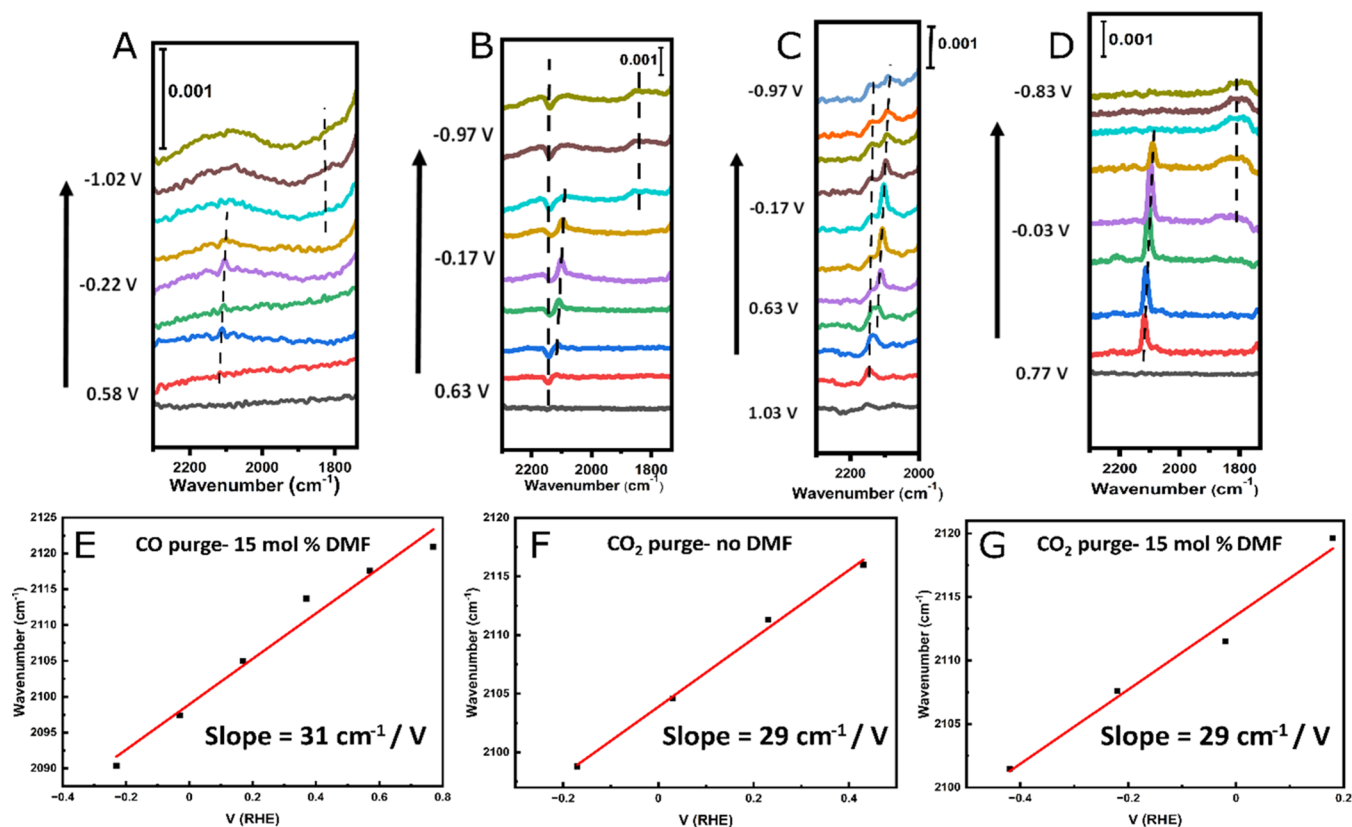 A
0.001
-1.02 V
-0.22 V
0.58 V
2200
2000
1800
Wavenumber (cm-1)
B
0.001
-0.97 V
-0.17 V
0.63 V
2200
2000
1800
Wavenumber (cm-1)
C
0.001
-0.97 V
-0.17 V
0.63 V
1.03 V
2200
2000
Wavenumber (cm-1)
D
0.001
-0.83 V
-0.03 V
0.77 V
2200
2000
1800
Wavenumber (cm-1)
E
CO purge- 15 mol % DMF
Slope = 31 cm-1 / V
Wavenumber (cm-1)
2125
2120
2115
2110
2105
2100
2095
2090
−0.4
−0.2
0
0.2
0.4
0.6
0.8
V (RHE)
F
CO2 purge- no DMF
Slope = 29 cm-1 / V
Wavenumber (cm-1)
2120
2115
2110
2105
2100
−0.2
0
0.2
0.4
V (RHE)
G
CO2 purge- 15 mol % DMF
Slope = 29 cm-1 / V
Wavenumber (cm-1)
2120
2115
2110
2105
2100
−0.4
−0.2
0
0.2
V (RHE)